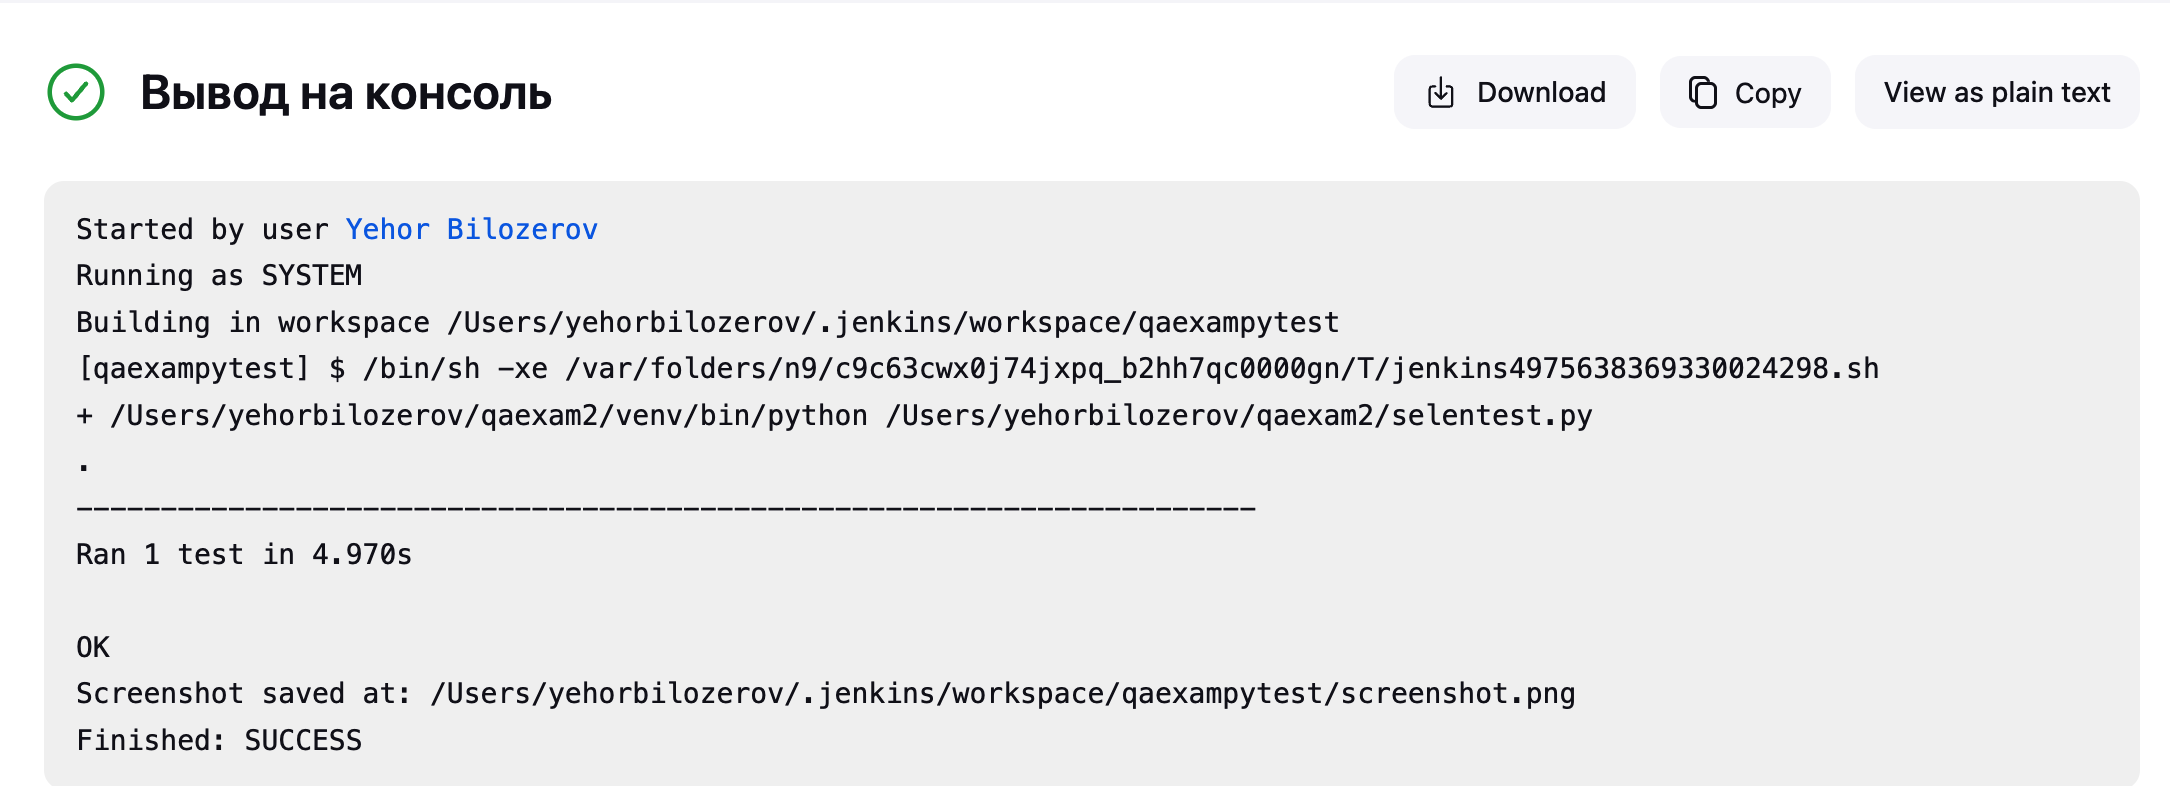 Вывод на консоль
Download
Copy
View as plain text
Started by user Yehor Bilozerov
Running as SYSTEM
Building in workspace /Users/yehorbilozerov/.jenkins/workspace/qaexampytest
[qaexampytest] $ /bin/sh -xe /var/folders/n9/c9c63cwx0j74jxpq_b2hh7qc0000gn/T/jenkins4975638369330024298.sh
+ /Users/yehorbilozerov/qaexam2/venv/bin/python /Users/yehorbilozerov/qaexam2/selentest.py
.
----------------------------------------------------------------------
Ran 1 test in 4.970s
OK
Screenshot saved at: /Users/yehorbilozerov/.jenkins/workspace/qaexampytest/screenshot.png
Finished: SUCCESS